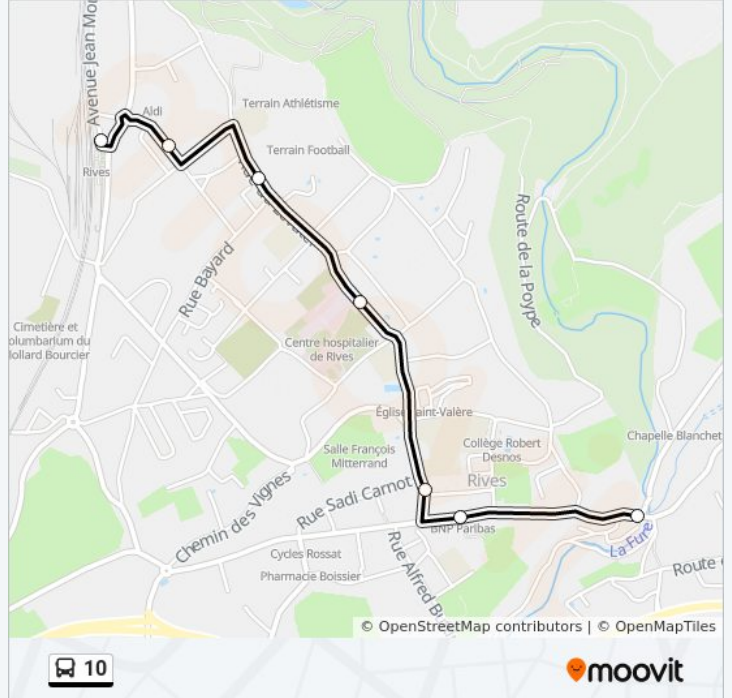 Avenue Jean Mo
Aldi
Terrain Athlétisme
Terrain Football
Rives
Rue Bayard
Route de la Poype
Cimetière et
olumbarium du
ollard Bourcier
Centre hospitalier
de Rives
Église Saint-Valère
Collège Robert
Desnos
Chapelle Blanchet
Salle François
Mitterrand
Rives
Rue Sadi Carnot
Chemin des Vignes
BNP Paribas
La Fure
Cycles Rossat
Pharmacie Boissier
Rue Alfred Bu
Route
© OpenStreetMap contributors | © OpenMapTiles
10
moovit